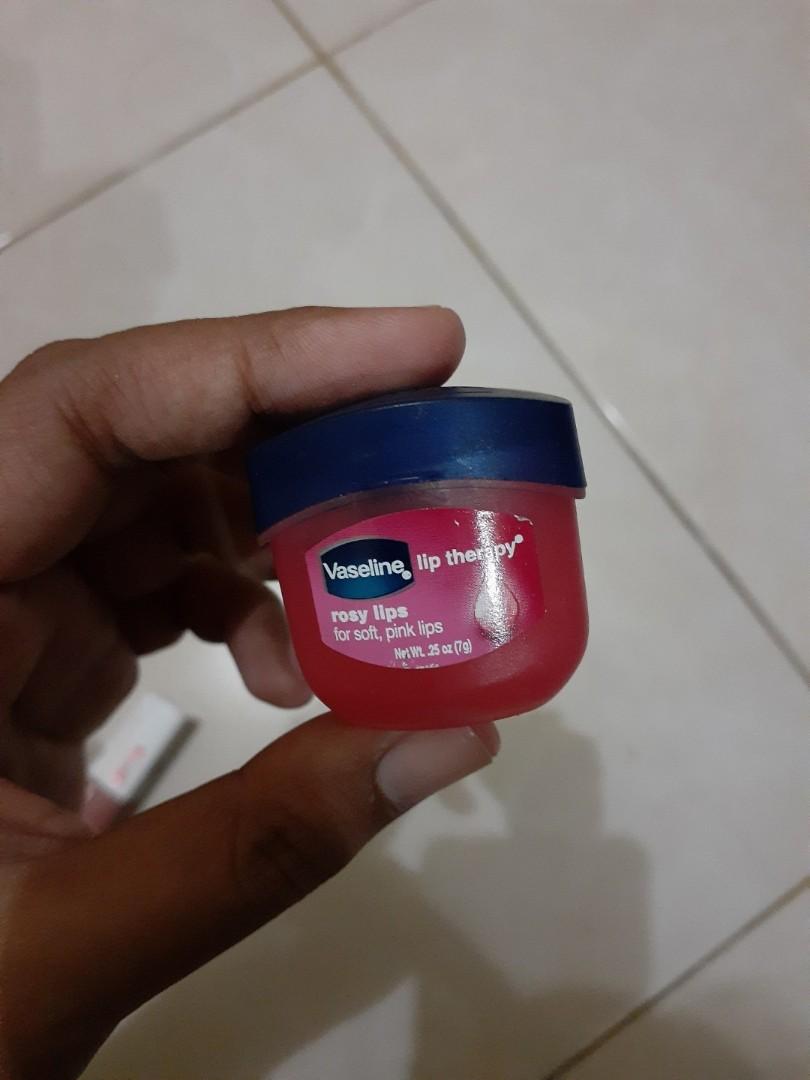 Vaseline® lip therapy®
rosy lips
for soft, pink lips
Net Wt. .25 oz (7g)